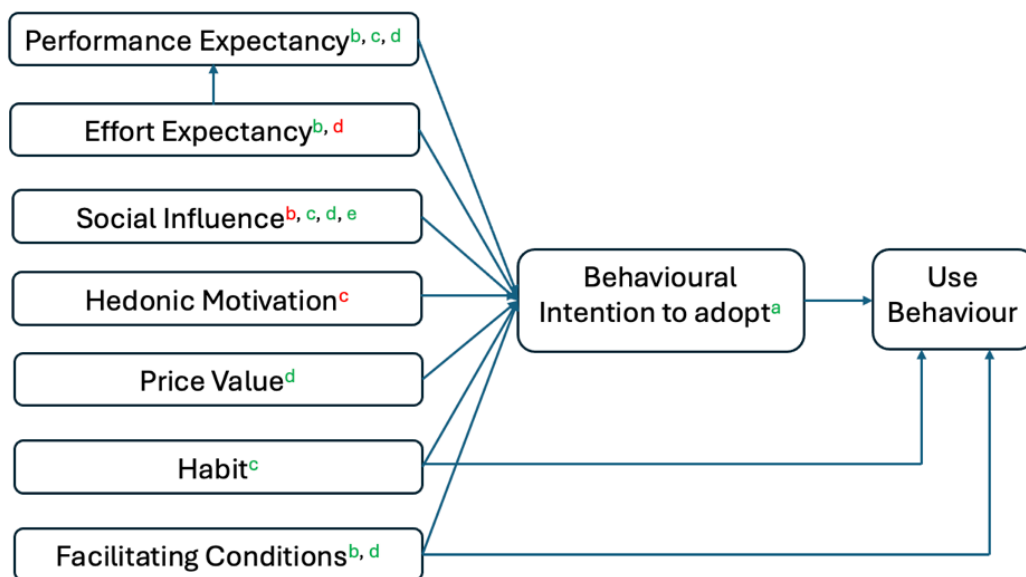 Performance Expectancyb, c, d
Effort Expectancyb, d
Social Influenceb, c, d, e
Hedonic Motivationc
Price Valued
Habitc
Facilitating Conditionsb, d
Behavioural
Intention to adopta
Use
Behaviour